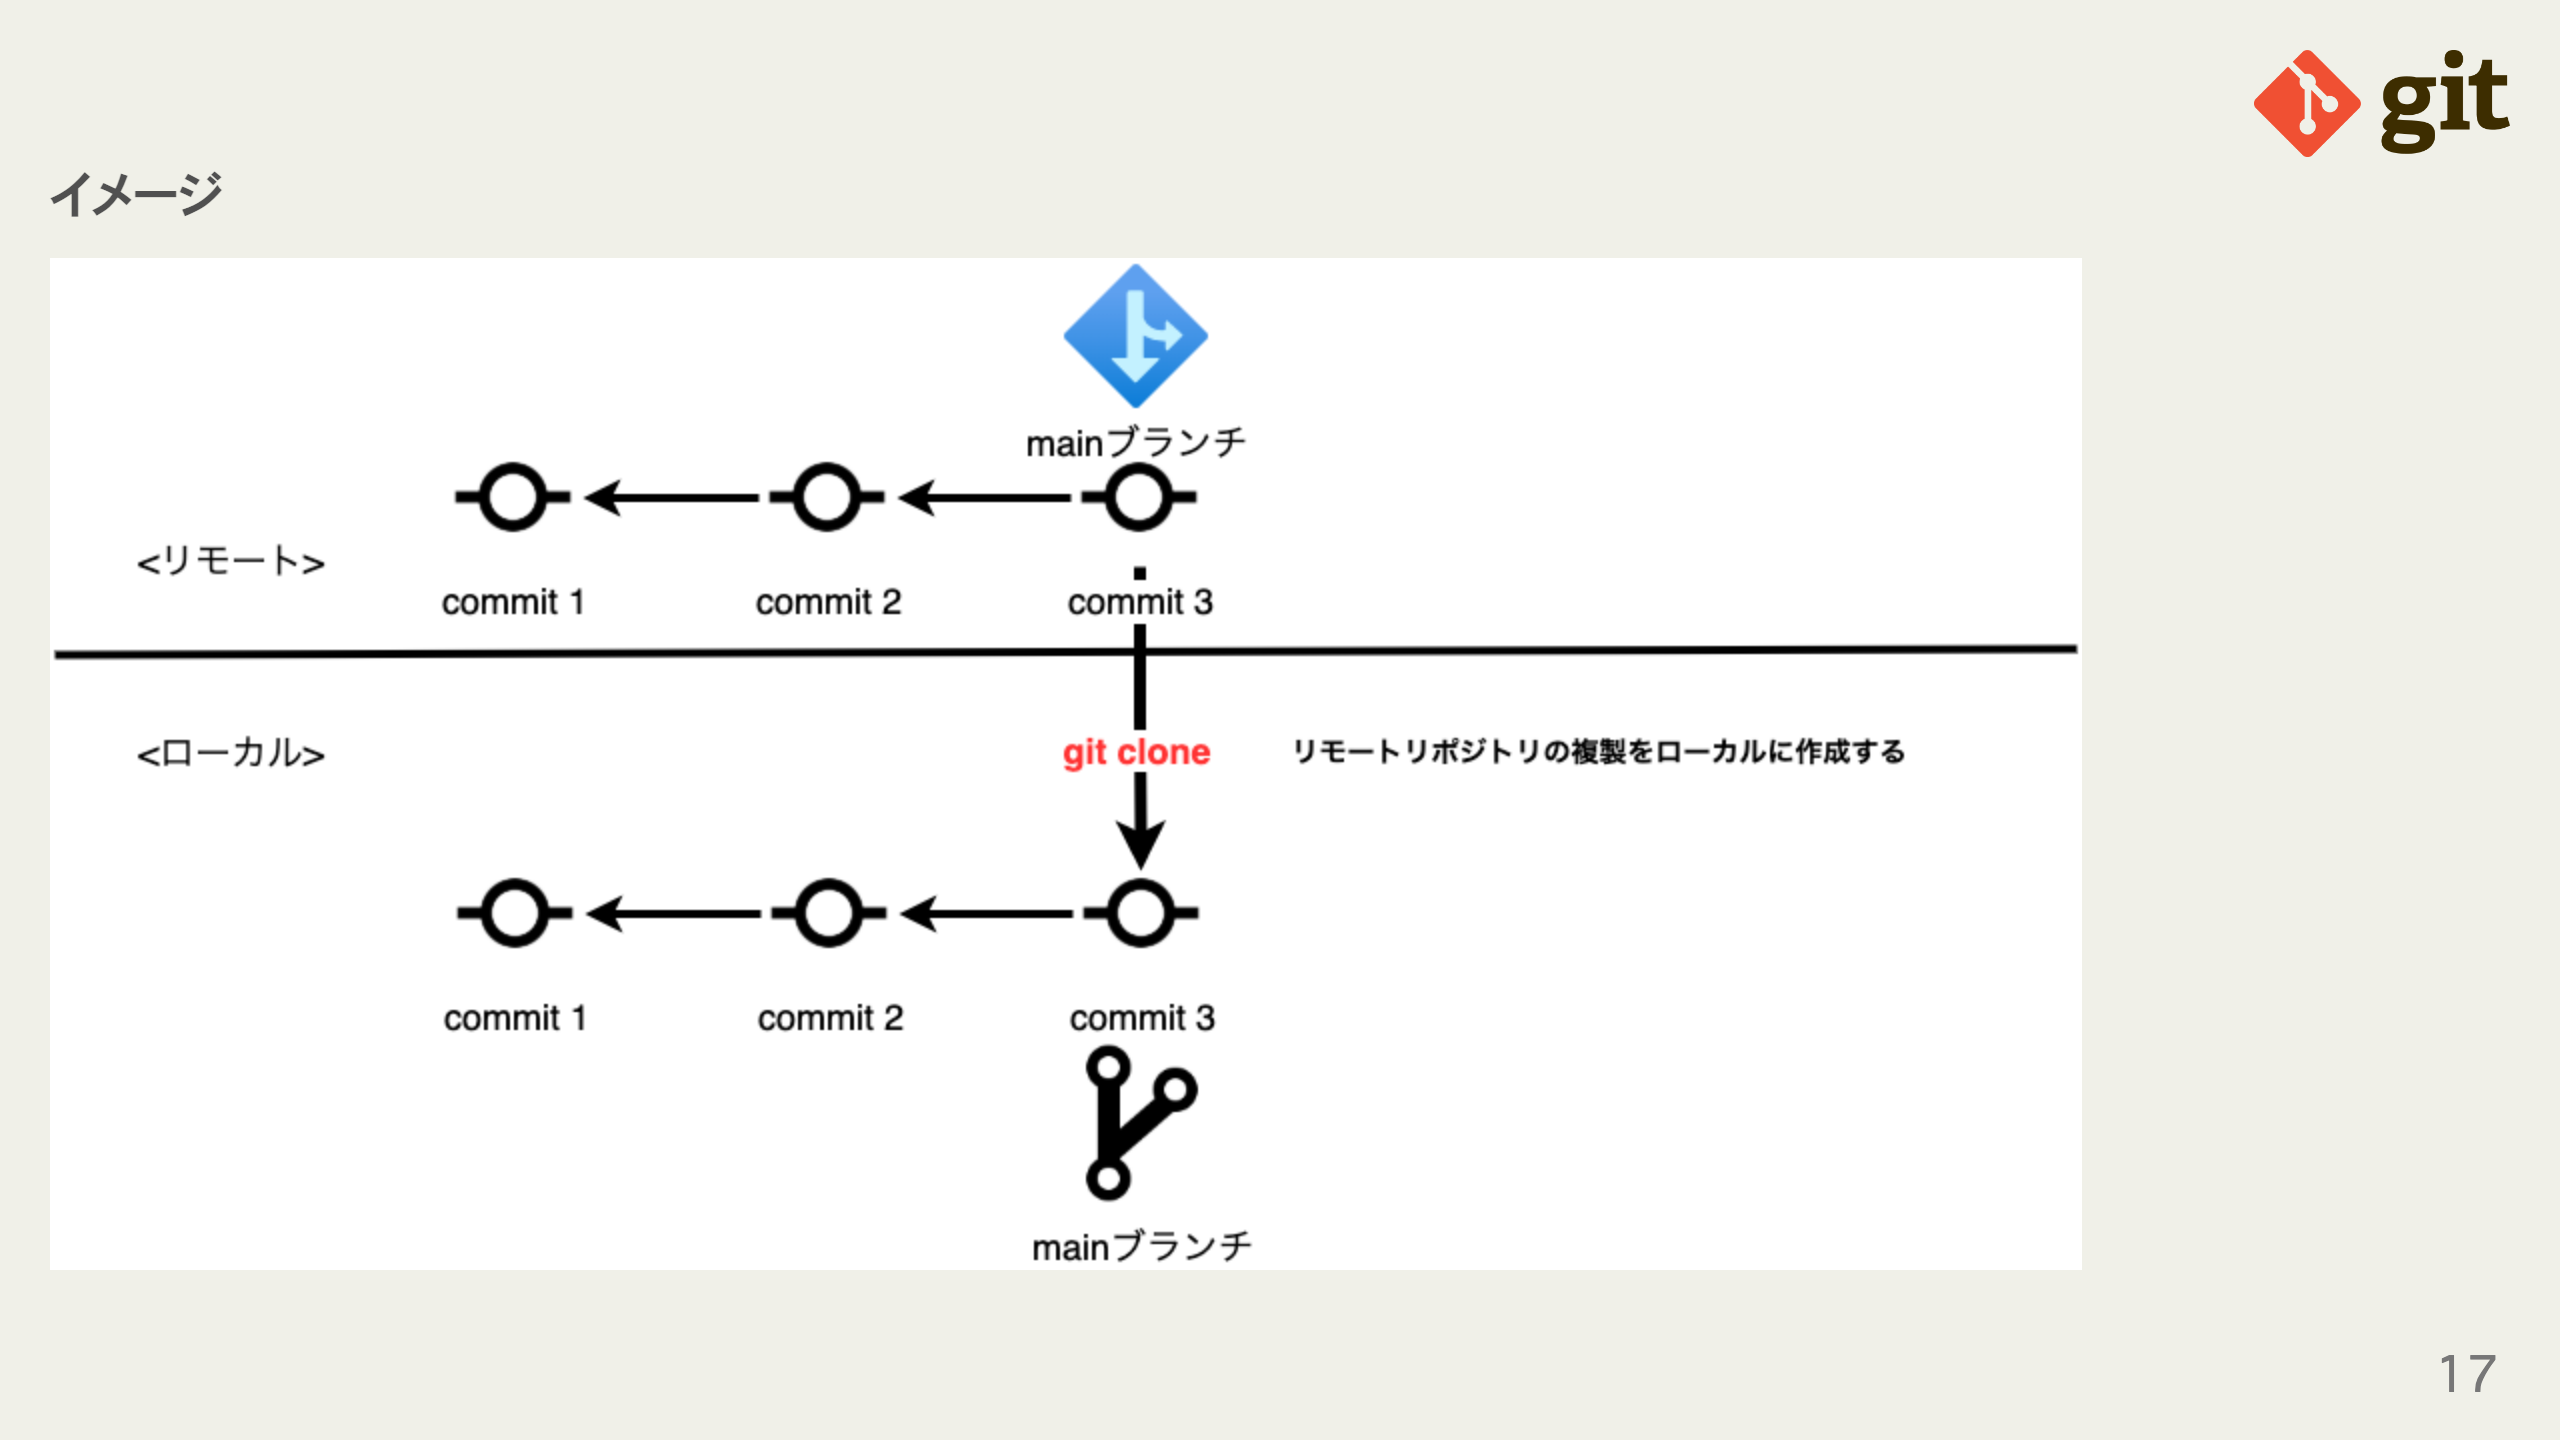 git
イメージ
mainブランチ
<リモート>
commit 1
commit 2
commit 3
<ローカル>
git clone
リモートリポジトリの複製をローカルに作成する
commit 1
commit 2
commit 3
mainブランチ
17